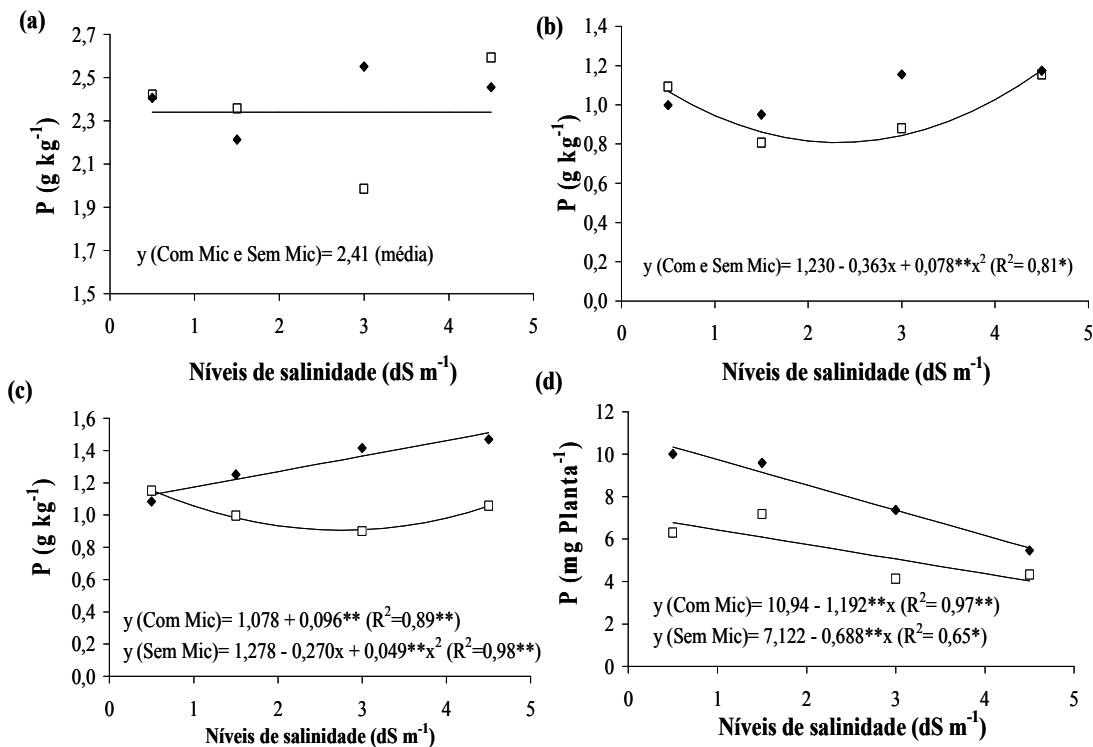 (a)
2,7
2,5
2,3
2,1
1,9
1,7
1,5
P (g kg-1)
y (Com Mic e Sem Mic)= 2,41 (média)
0 1 2 3 4 5
Níveis de salinidade (dS m-1)
(b)
1,4
1,2
1,0
0,8
0,6
0,4
0,2
0,0
P (g kg-1)
y (Com e Sem Mic)= 1,230 - 0,363x + 0,078**x2 (R2= 0,81*)
0 1 2 3 4 5
Níveis de salinidade (dS m-1)
(c)
1,6
1,4
1,2
1,0
0,8
0,6
0,4
0,2
0,0
P (g kg-1)
y (Com Mic)= 1,078 + 0,096** (R2=0,89**)
y (Sem Mic)= 1,278 - 0,270x + 0,049**x2 (R2=0,98**)
0 1 2 3 4 5
Níveis de salinidade (dS m-1)
(d)
12
10
8
6
4
2
0
P (mg Planta-1)
y (Com Mic)= 10,94 - 1,192**x (R2= 0,97**)
y (Sem Mic)= 7,122 - 0,688**x (R2= 0,65*)
0 1 2 3 4 5
Níveis de salinidade (dS m-1)